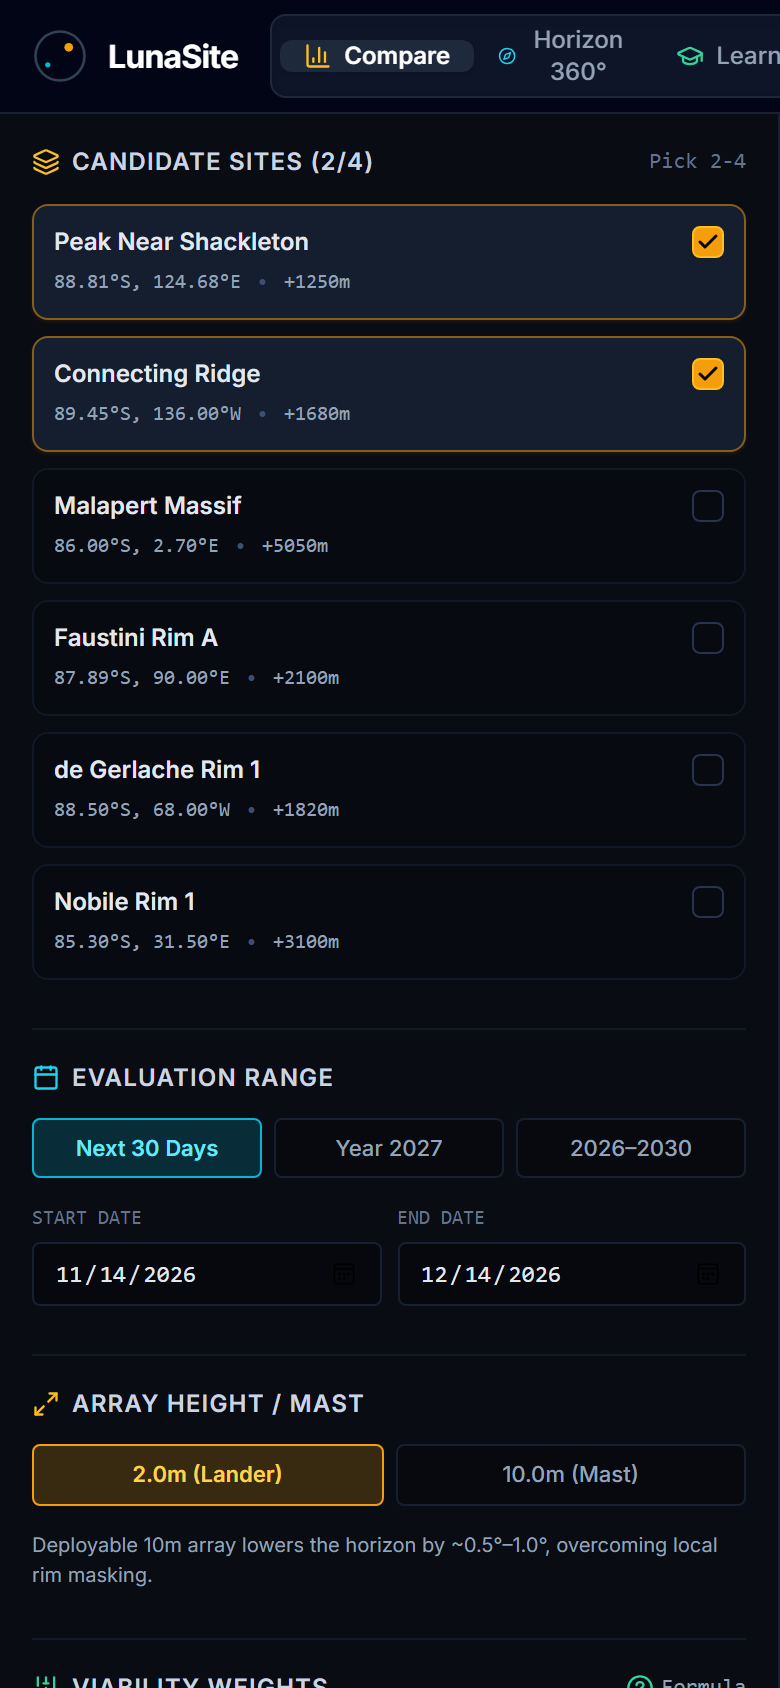 LunaSite
Compare
Horizon
360°
Learn
CANDIDATE SITES (2/4)
Pick 2-4
Peak Near Shackleton
88.81°S, 124.68°E • +1250m
Connecting Ridge
89.45°S, 136.00°W • +1680m
Malapert Massif
86.00°S, 2.70°E • +5050m
Faustini Rim A
87.89°S, 90.00°E • +2100m
de Gerlache Rim 1
88.50°S, 68.00°W • +1820m
Nobile Rim 1
85.30°S, 31.50°E • +3100m
EVALUATION RANGE
Next 30 Days
Year 2027
2026–2030
START DATE
END DATE
11/14/2026
12/14/2026
ARRAY HEIGHT / MAST
2.0m (Lander)
10.0m (Mast)
Deployable 10m array lowers the horizon by ~0.5°–1.0°, overcoming local
rim masking.
VIABILITY WEIGHTS
Formula